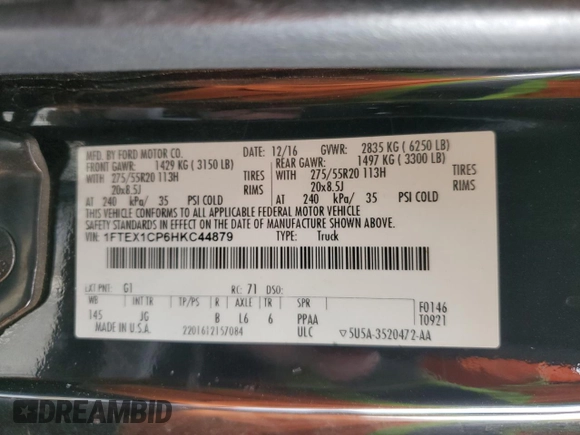 MFD. BY FORD MOTOR CO.
DATE: 12/16 GVWR: 2835 KG ( 6250 LB)
FRONT GAWR: 1429 KG ( 3150 LB) REAR GAWR: 1497 KG ( 3300 LB)
WITH 275/55R20 113H TIRES WITH 275/55R20 113H TIRES
20x8.5J RIMS 20x8.5J RIMS
AT 240 kPa/ 35 PSI COLD AT 240 kPa/ 35 PSI COLD
THIS VEHICLE CONFORMS TO ALL APPLICABLE FEDERAL MOTOR VEHICLE
SAFETY STANDARDS IN EFFECT ON THE DATE OF MANUFACTURE SHOWN ABOVE.
VIN: 1FTEX1CP6HKC44879 TYPE: Truck
EXT PNT: G1 RC: 71 DSO:
WB INT TR TP/PS R AXLE TR SPR F0146
145 JG B L6 6 PPAA T0921
MADE IN U.S.A. 2201612157084 ULC ▽5U5A-3520472-AA
DREAMBID